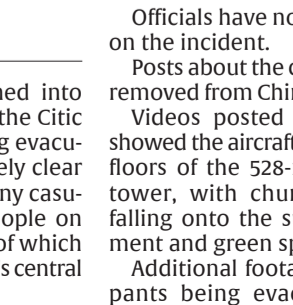 ned into
the Citic
g evacu-
ely clear
ny casu-
ople on
of which
s central
Officials have no
on the incident.
Posts about the
removed from Chi
Videos posted
showed the aircraft
floors of the 528-
tower, with chun
falling onto the s
ment and green sp
Additional foota
pants being evac